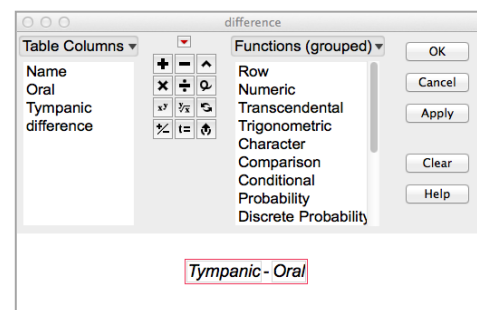 difference
Table Columns
Name
Oral
Tympanic
difference
Functions (grouped)
Row
Numeric
Transcendental
Trigonometric
Character
Comparison
Conditional
Probability
Discrete Probability
OK
Cancel
Apply
Clear
Help
Tympanic - Oral